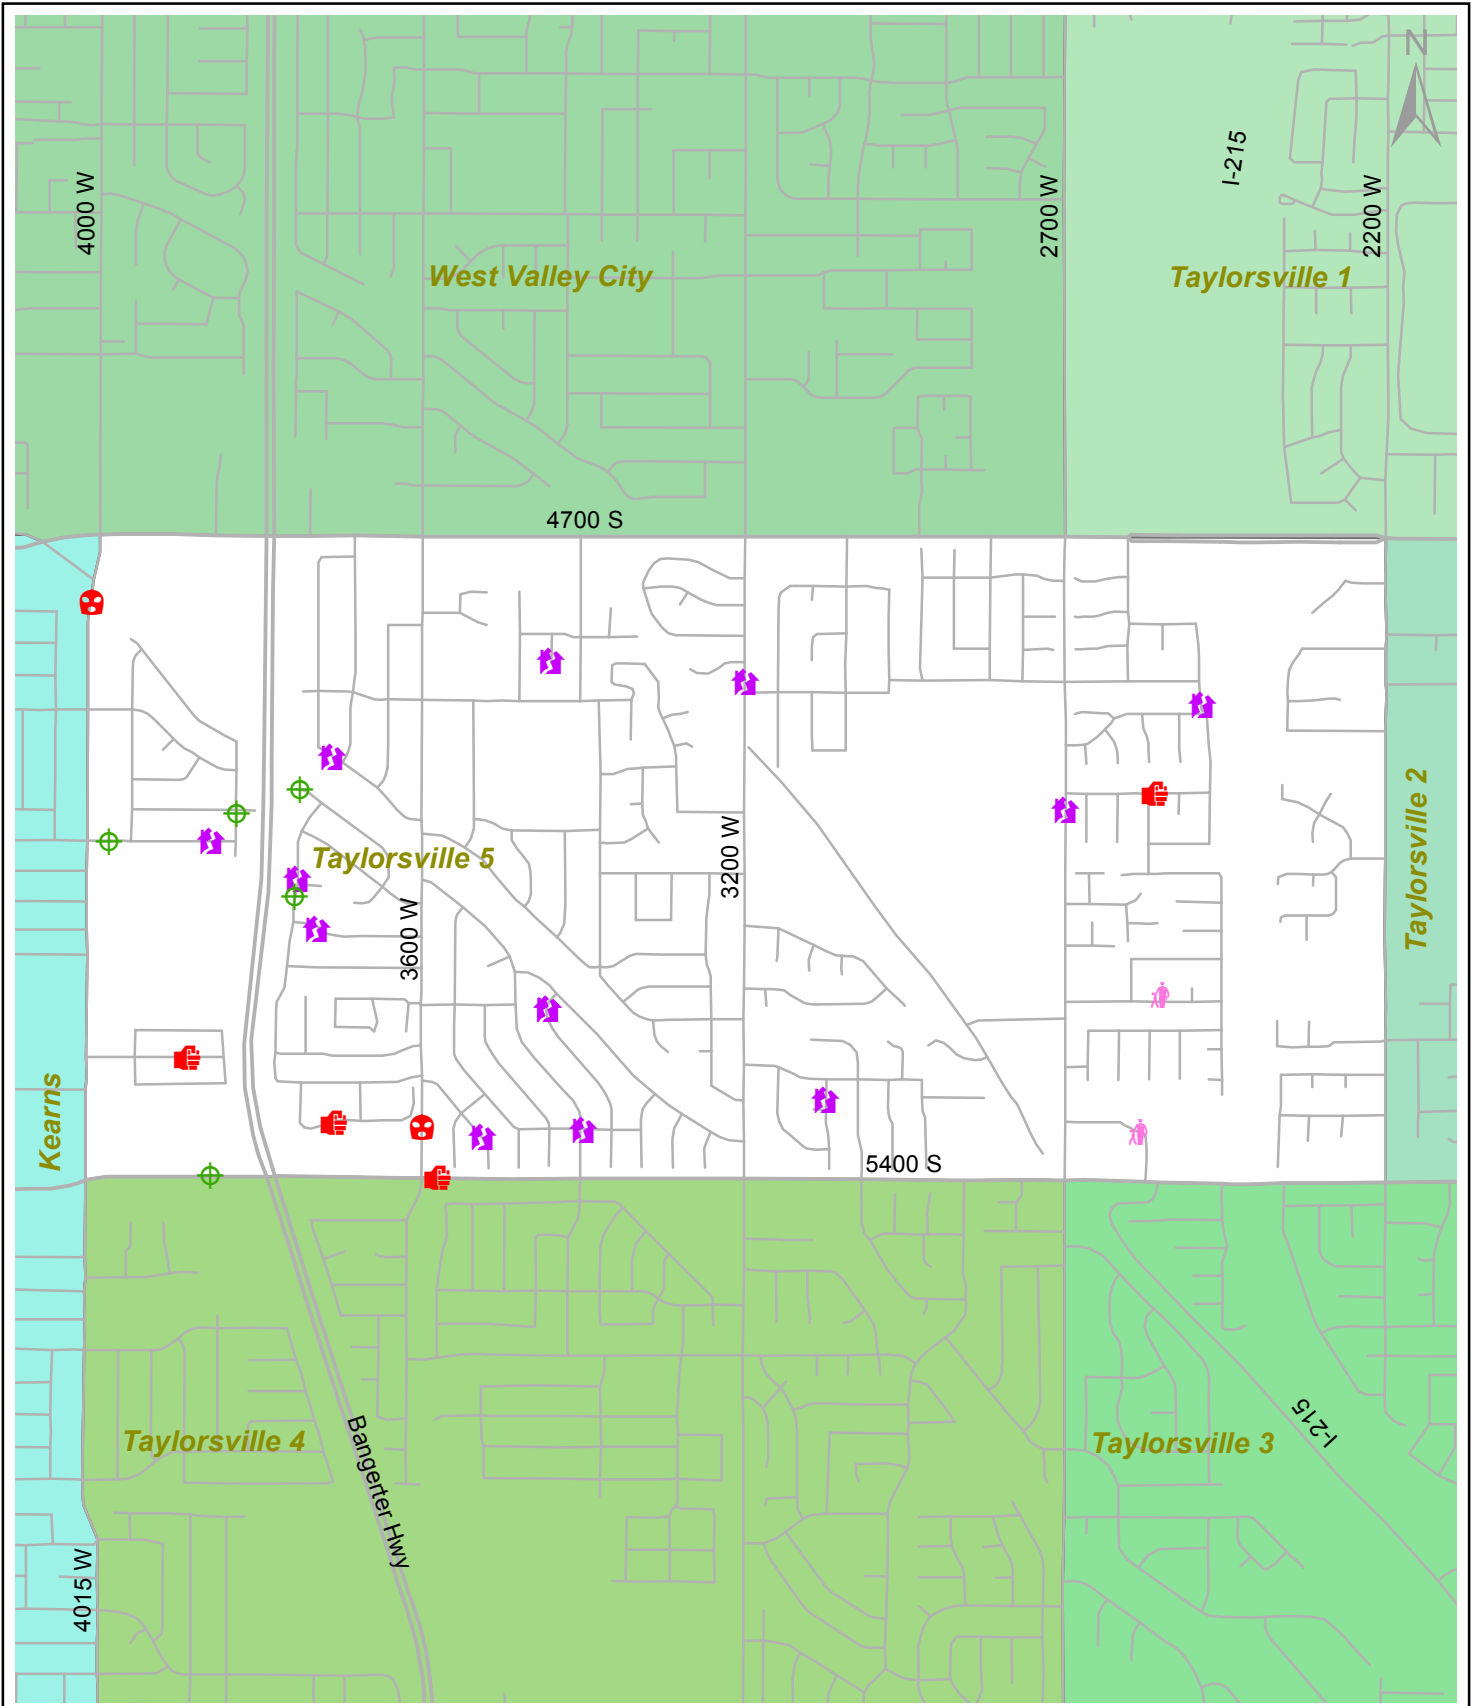 N
I-215
4000 W
2700 W
2200 W
West Valley City
Taylorsville 1
4700 S
Taylorsville 2
3200 W
Taylorsville 5
3600 W
Kearns
5400 S
Taylorsville 4
Bangerter Hwy
Taylorsville 3
I-215
4015 W